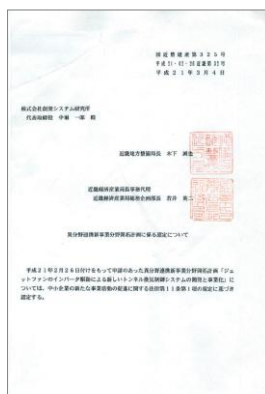 国近整建産第325号
平成21・02・26近畿第32号
平成21年3月4日
株式会社創発システム研究所
代表取締役 中堀 一郎 殿
近畿地方整備局長 木下 誠也
近畿経済産業局長事務代理
近畿経済産業局総務企画部長
異分野連携新事業分野開拓計画に係る認定について
平成21年2月26日付けをもって申請のあった異分野連携新事業分野開拓計画「ジェ
ットファンのインバータ駆動による新しいトンネル換気制御システムの開発と事業化」に
ついては、中小企業の新たな事業活動の促進に関する法律第11条第1項の規定に基づき
認定する。